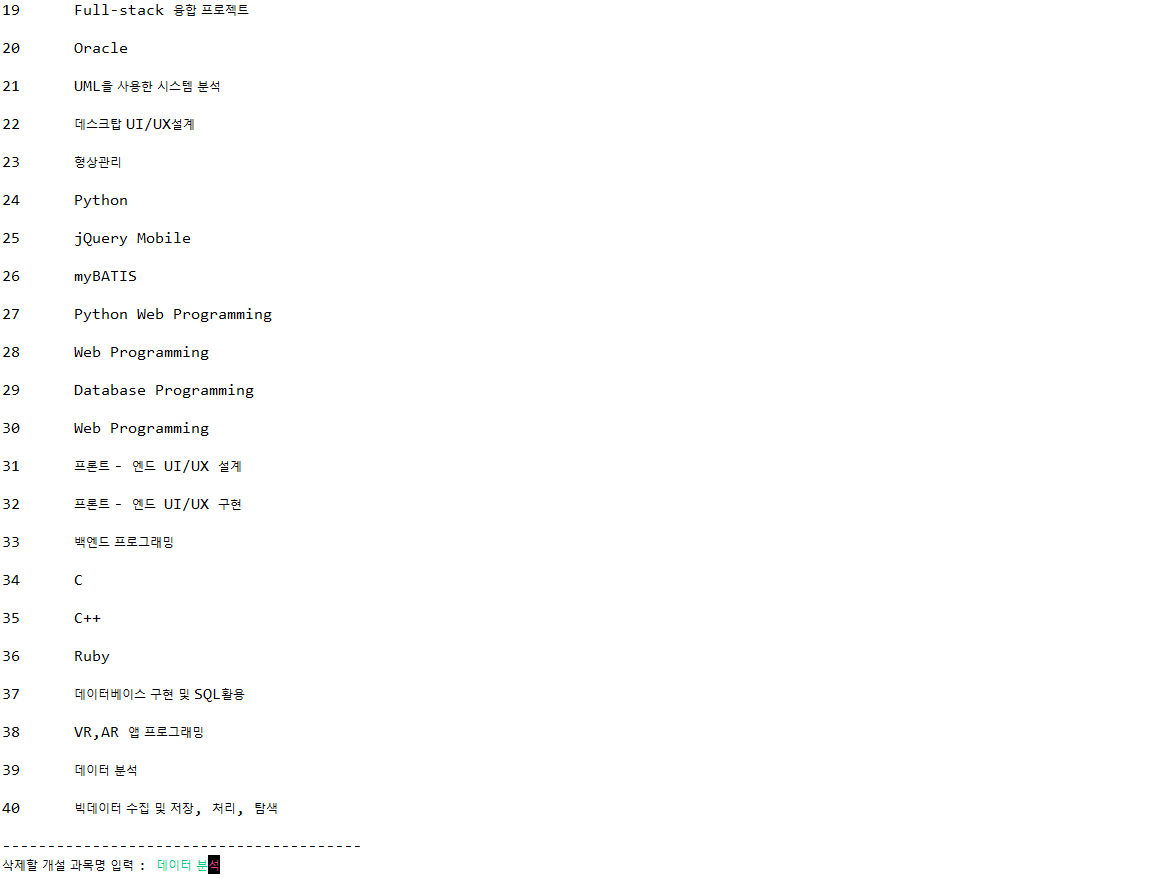 19 Full-stack 융합 프로젝트
20 Oracle
21 UML을 사용한 시스템 분석
22 데스크탑 UI/UX설계
23 형상관리
24 Python
25 jQuery Mobile
26 myBATIS
27 Python Web Programming
28 Web Programming
29 Database Programming
30 Web Programming
31 프론트 - 엔드 UI/UX 설계
32 프론트 - 엔드 UI/UX 구현
33 백엔드 프로그래밍
34 C
35 C++
36 Ruby
37 데이터베이스 구현 및 SQL활용
38 VR,AR 앱 프로그래밍
39 데이터 분석
40 빅데이터 수집 및 저장, 처리, 탐색
----------------------------------------
삭제할 개설 과목명 입력 : 데이터 분석